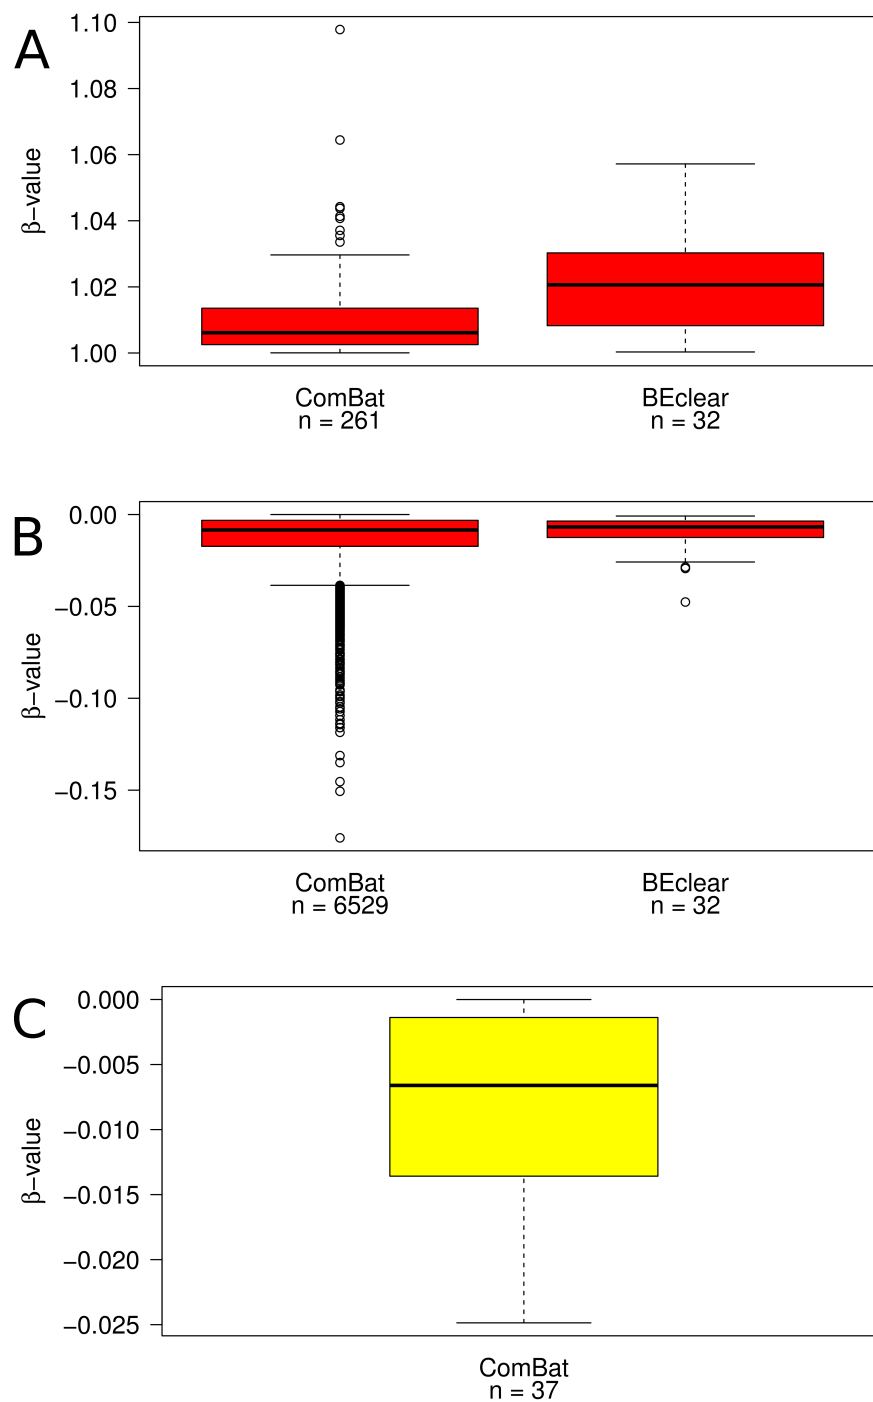 A
β−value
1.10
1.08
1.06
1.04
1.02
1.00
ComBat
n = 261
BEclear
n = 32
B
β−value
0.00
−0.05
−0.10
−0.15
ComBat
n = 6529
BEclear
n = 32
C
β−value
0.000
−0.005
−0.010
−0.015
−0.020
−0.025
ComBat
n = 37